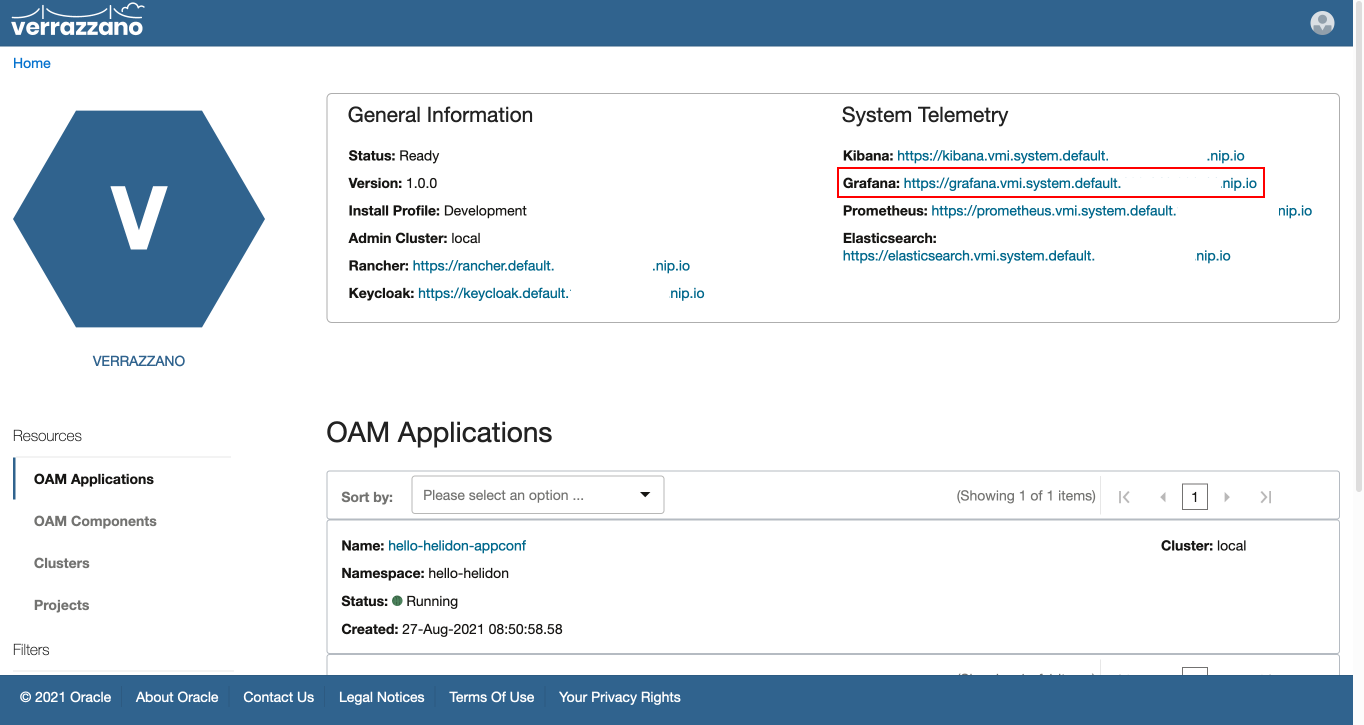 verrazzano
Home
V
VERRAZZANO
General Information
Status: Ready
Version: 1.0.0
Install Profile: Development
Admin Cluster: local
Rancher: https://rancher.default. .nip.io
Keycloak: https://keycloak.default. nip.io
System Telemetry
Kibana: https://kibana.vmi.system.default. .nip.io
Grafana: https://grafana.vmi.system.default. .nip.io
Prometheus: https://prometheus.vmi.system.default. nip.io
Elasticsearch:
https://elasticsearch.vmi.system.default. nip.io
Resources
OAM Applications
OAM Components
Clusters
Projects
Filters
OAM Applications
Sort by: Please select an option ... (Showing 1 of 1 items) 1
Name: hello-helidon-appconf Cluster: local
Namespace: hello-helidon
Status: Running
Created: 27-Aug-2021 08:50:58.58
© 2021 Oracle About Oracle Contact Us Legal Notices Terms Of Use Your Privacy Rights